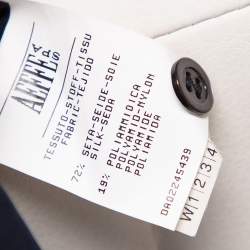 AEFFE
SPA
TESSUTO-STOFF-TISSU
FABRIC-TEJIDO
72% SETA-SEIDE-SOIE
SILK-SEDA
19% POLIAMMIDICA
POLYAMID-NYLON
POLYAMIDE
POLIAMIDA
DA02245439
W 1 2 3 4